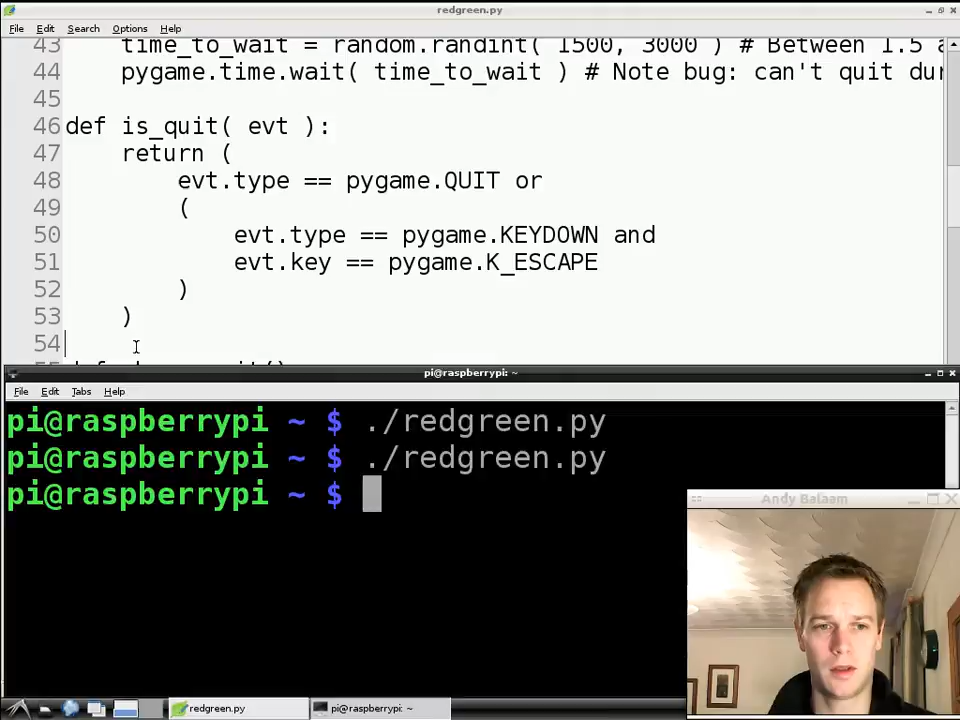 redgreen.py
File Edit Search Options Help
43 time_to_wait = random.randint( 1500, 3000 ) # Between 1.5 a
44 pygame.time.wait( time_to_wait ) # Note bug: can't quit dur
45
46 def is_quit( evt ):
47 return (
48 evt.type == pygame.QUIT or
49 (
50 evt.type == pygame.KEYDOWN and
51 evt.key == pygame.K_ESCAPE
52 )
53 )
54
pi@raspberrypi: ~
File Edit Tabs Help
pi@raspberrypi ~ $ ./redgreen.py
pi@raspberrypi ~ $ ./redgreen.py
pi@raspberrypi ~ $
Andy Balaam
redgreen.py
pi@raspberrypi: ~